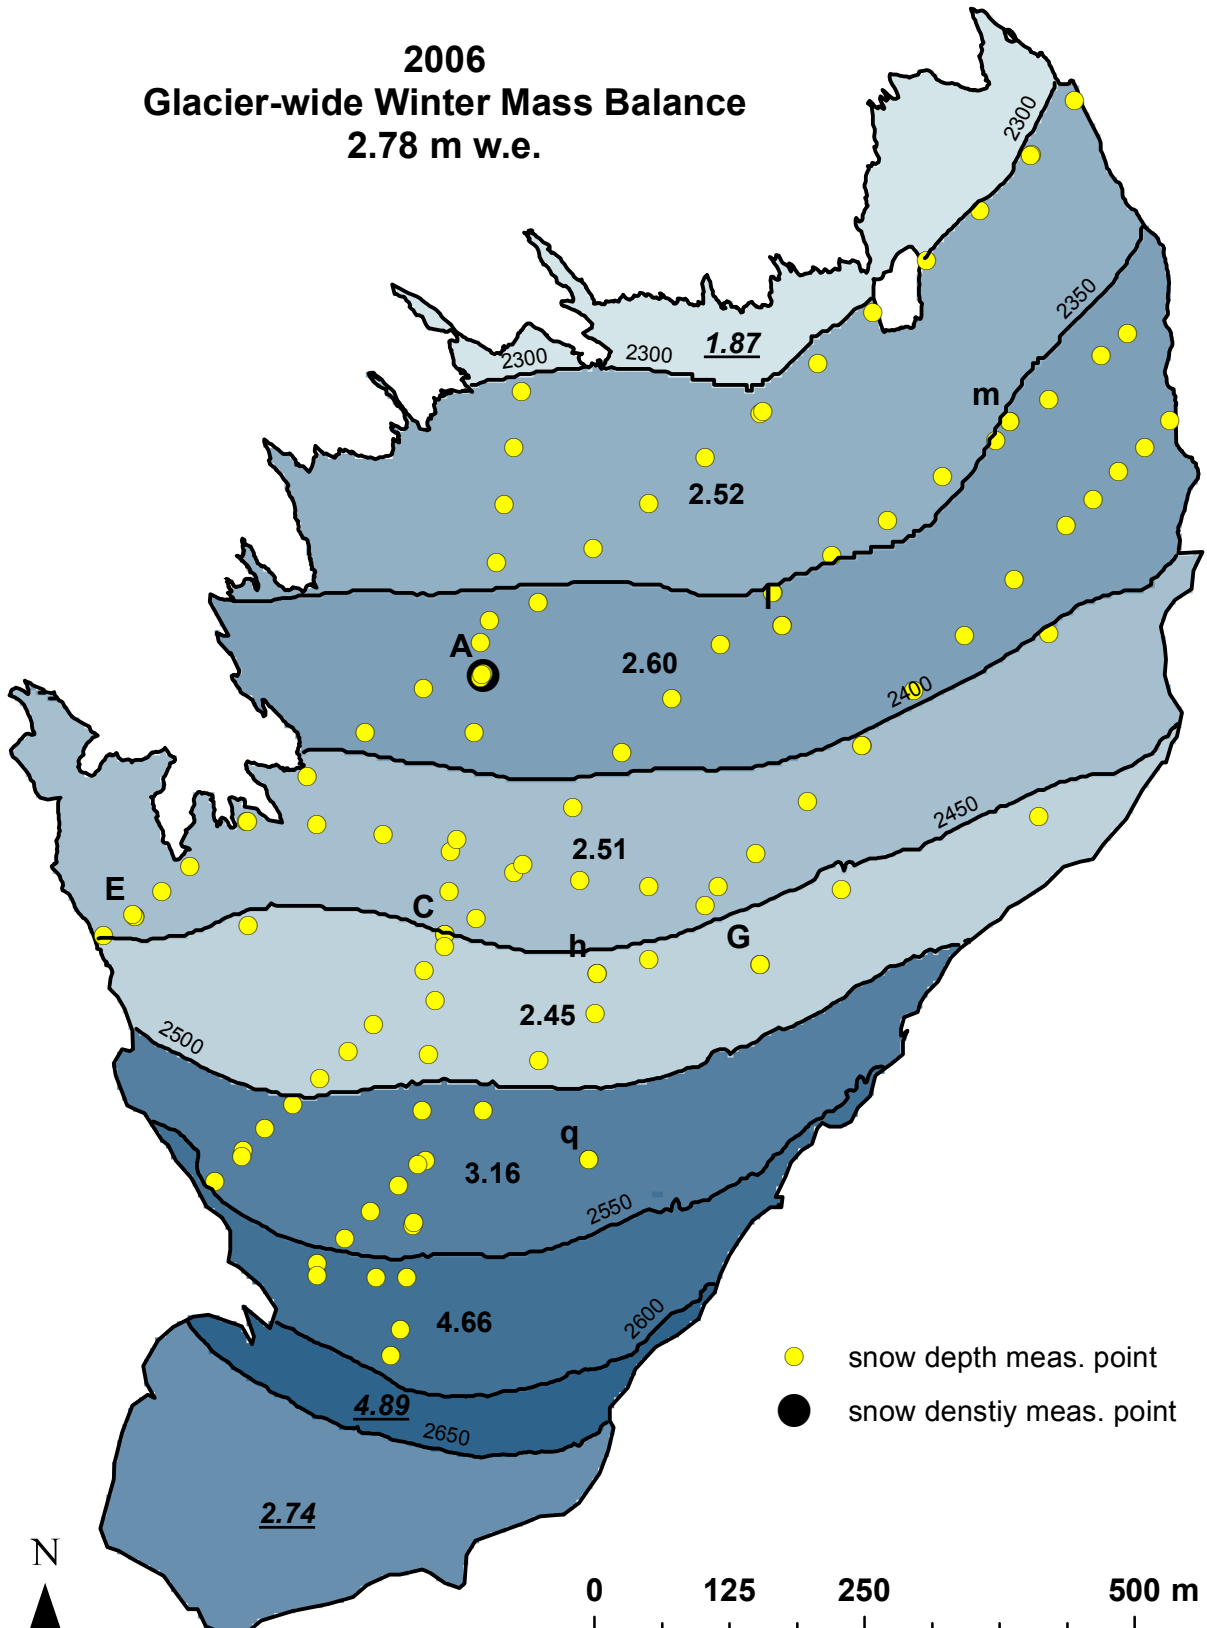 2006
Glacier-wide Winter Mass Balance
2.78 m w.e.
2300
2350
2300
2300
1.87
m
2.52
l
A
2.60
2400
2450
2.51
E
C
h
G
2.45
2500
q
3.16
2550
4.66
2600
snow depth meas. point
4.89
snow denstiy meas. point
2650
2.74
N
0 125 250 500 m